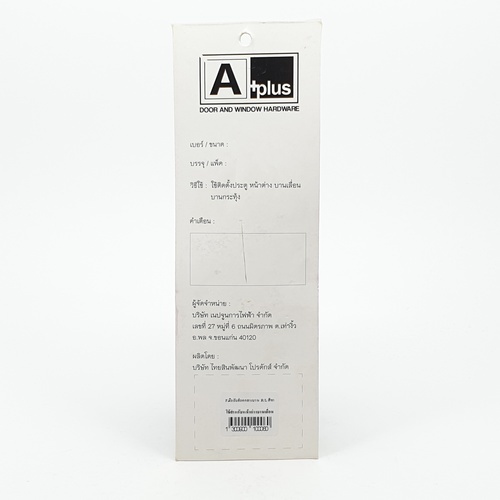 A
+plus
DOOR AND WINDOW HARDWARE
เบอร์ / ขนาด :
บรรจุ / แพ็ค :
วิธีใช้ : ใช้ติดตั้งประตู หน้าต่าง บานเลื่อน
บานกระทุ้ง
คำเตือน :
ผู้จัดจำหน่าย :
บริษัท เนปจูนการไฟฟ้า จำกัด
เลขที่ 27 หมู่ที่ 6 ถนนมิตรภาพ ต.เก่างิ้ว
อ.พล จ.ขอนแก่น 40120
ผลิตโดย :
บริษัท ไทยสินพัฒนา โปรดักส์ จำกัด